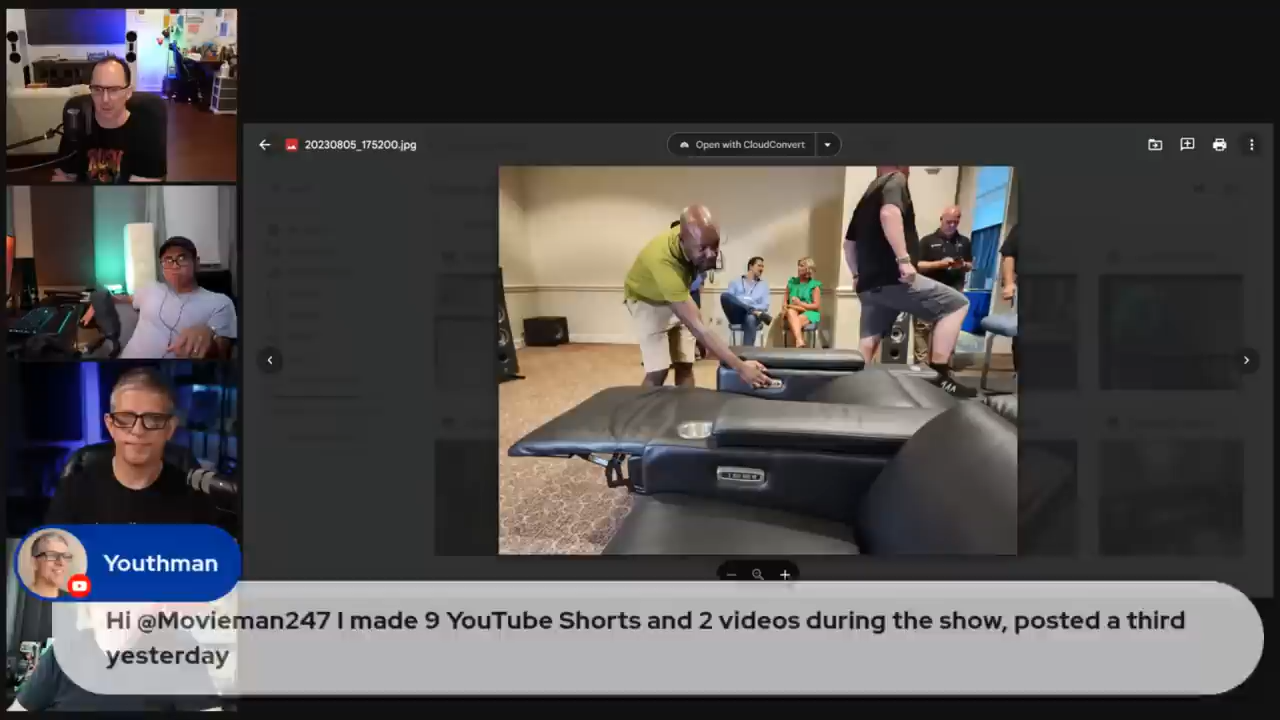 20230805_175200.jpg
Open with CloudConvert
Youthman
Hi @Movieman247 I made 9 YouTube Shorts and 2 videos during the show, posted a third
yesterday